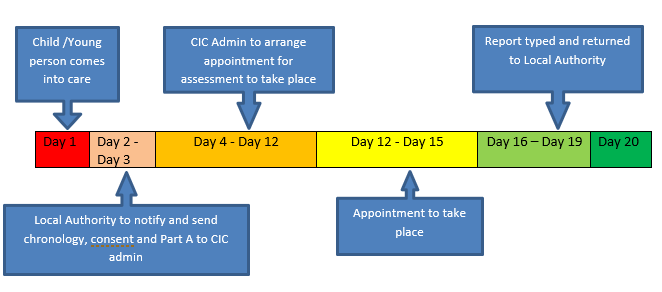 Child /Young
person comes
into care
CIC Admin to arrange
appointment for
assessment to take place
Report typed and returned
to Local Authority
Day 1
Day 2 -
Day 3
Day 4 - Day 12
Day 12 - Day 15
Day 16 – Day 19
Day 20
Local Authority to notify and send
chronology, consent and Part A to CIC
admin
Appointment to take
place